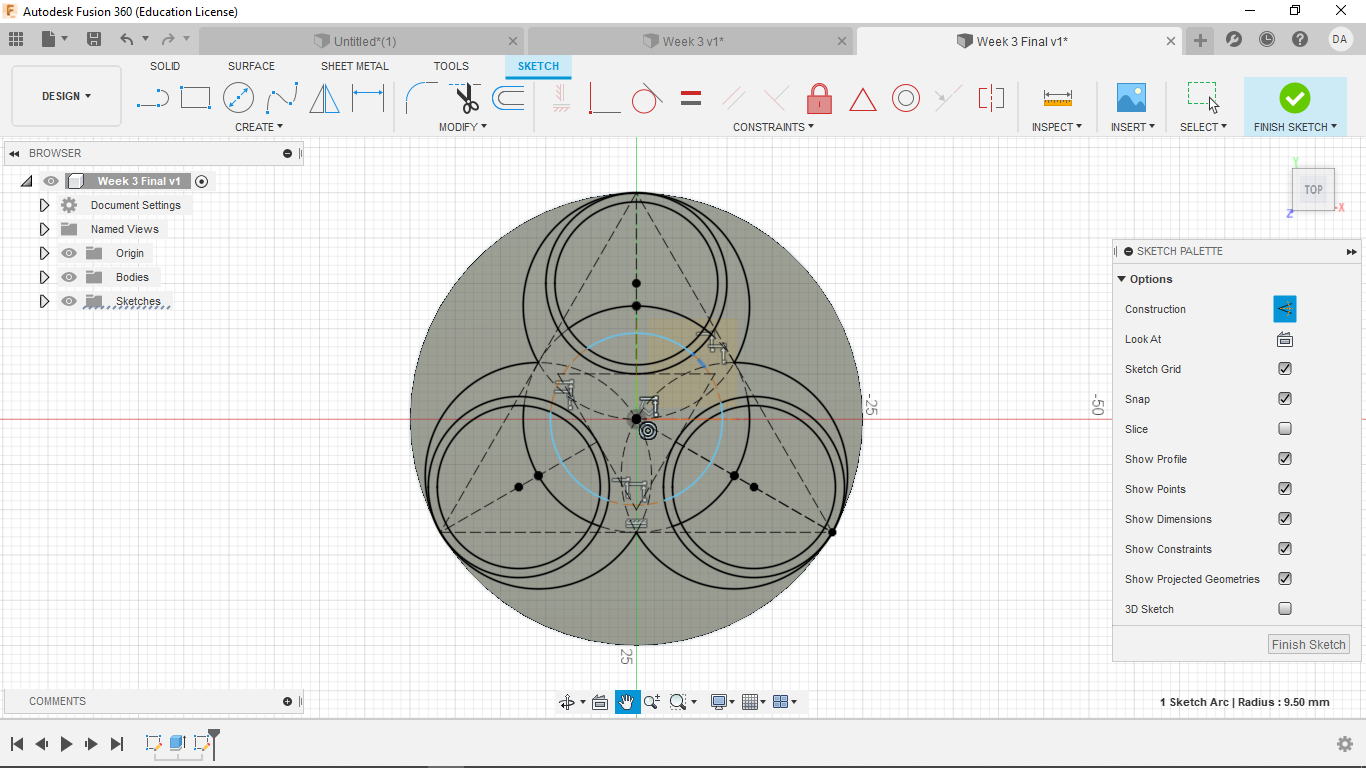 Autodesk Fusion 360 (Education License)
Untitled*(1)
Week 3 v1*
Week 3 Final v1*
DA
DESIGN
SOLID
SURFACE
SHEET METAL
TOOLS
SKETCH
CREATE
MODIFY
CONSTRAINTS
INSPECT
INSERT
SELECT
FINISH SKETCH
BROWSER
Week 3 Final v1
Document Settings
Named Views
Origin
Bodies
Sketches
Y
TOP
X
Z
-25
-50
25
SKETCH PALETTE
Options
Construction
Look At
Sketch Grid
Snap
Slice
Show Profile
Show Points
Show Dimensions
Show Constraints
Show Projected Geometries
3D Sketch
Finish Sketch
COMMENTS
1 Sketch Arc | Radius : 9.50 mm